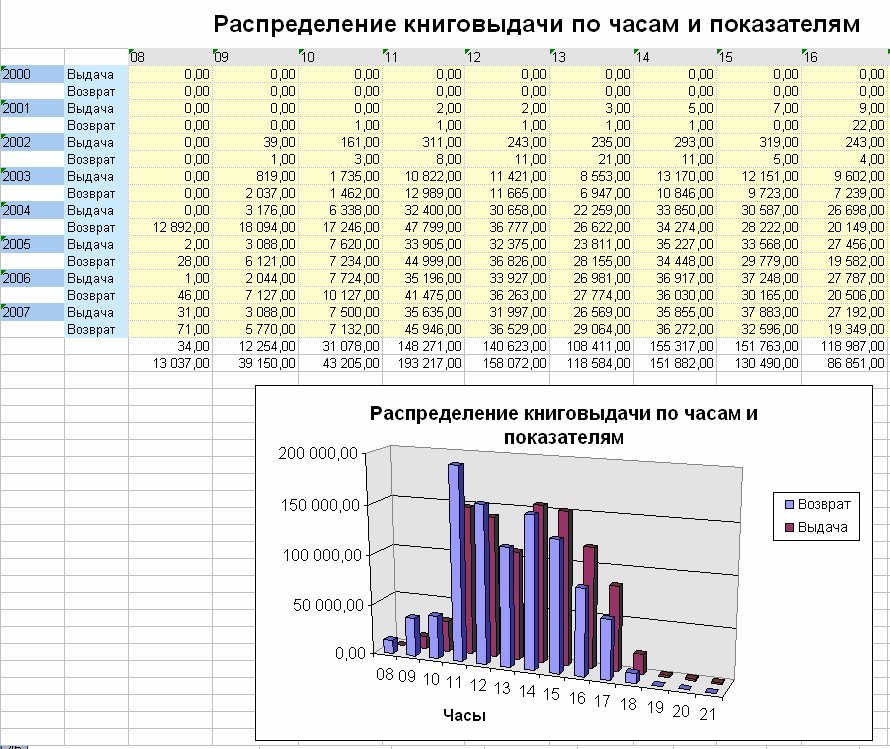 Распределение книговыдачи по часам и показателям
08 09 10 11 12 13 14 15 16
2000 Выдача 0,00 0,00 0,00 0,00 0,00 0,00 0,00 0,00 0,00
Возврат 0,00 0,00 0,00 0,00 0,00 0,00 0,00 0,00 0,00
2001 Выдача 0,00 0,00 0,00 2,00 2,00 3,00 5,00 7,00 9,00
Возврат 0,00 0,00 1,00 1,00 1,00 1,00 1,00 0,00 22,00
2002 Выдача 0,00 39,00 161,00 311,00 243,00 235,00 293,00 319,00 243,00
Возврат 0,00 1,00 3,00 8,00 11,00 21,00 11,00 5,00 4,00
2003 Выдача 0,00 819,00 1 735,00 10 822,00 11 421,00 8 553,00 13 170,00 12 151,00 9 602,00
Возврат 0,00 2 037,00 1 462,00 12 989,00 11 665,00 6 947,00 10 846,00 9 723,00 7 239,00
2004 Выдача 0,00 3 176,00 6 338,00 32 400,00 30 658,00 22 259,00 33 850,00 30 587,00 26 698,00
Возврат 12 892,00 18 094,00 17 246,00 47 799,00 36 777,00 26 622,00 34 274,00 28 222,00 20 149,00
2005 Выдача 2,00 3 088,00 7 620,00 33 905,00 32 375,00 23 811,00 35 227,00 33 568,00 27 456,00
Возврат 28,00 6 121,00 7 234,00 44 999,00 36 826,00 28 155,00 34 448,00 29 779,00 19 582,00
2006 Выдача 1,00 2 044,00 7 724,00 35 196,00 33 927,00 26 981,00 36 917,00 37 248,00 27 787,00
Возврат 46,00 7 127,00 10 127,00 41 475,00 36 263,00 27 774,00 36 030,00 30 165,00 20 506,00
2007 Выдача 31,00 3 088,00 7 500,00 35 635,00 31 997,00 26 569,00 35 855,00 37 883,00 27 192,00
Возврат 71,00 5 770,00 7 132,00 45 946,00 36 529,00 29 064,00 36 272,00 32 596,00 19 349,00
34,00 12 254,00 31 078,00 148 271,00 140 623,00 108 411,00 155 317,00 151 763,00 118 987,00
13 037,00 39 150,00 43 205,00 193 217,00 158 072,00 118 584,00 151 882,00 130 490,00 86 851,00
Распределение книговыдачи по часам и
показателям
200 000,00
150 000,00
100 000,00
50 000,00
0,00
08 09 10 11 12 13 14 15 16 17 18 19 20 21
Часы
Возврат
Выдача